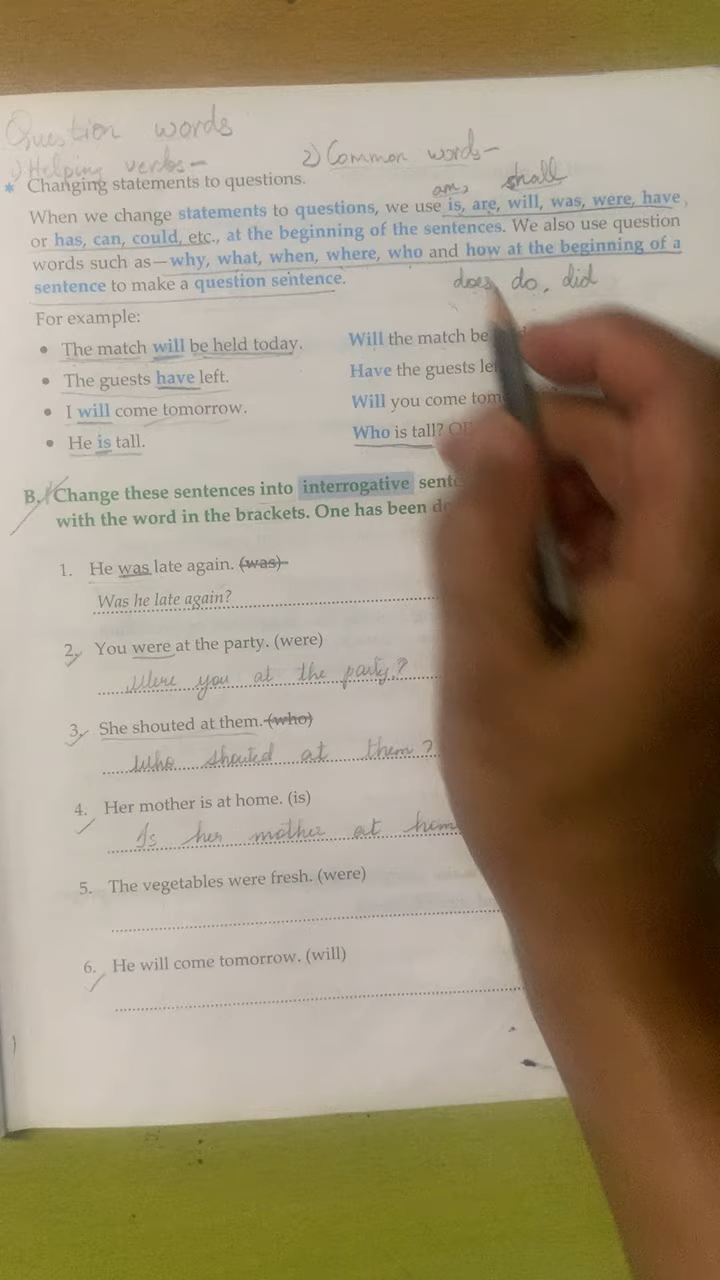 Question words
1) Helping verbs— 2) Common words—
* Changing statements to questions.
am, shall
When we change statements to questions, we use is, are, will, was, were, have,
or has, can, could, etc., at the beginning of the sentences. We also use question
words such as—why, what, when, where, who and how at the beginning of a
sentence to make a question sentence.
does, do, did
For example:
• The match will be held today. Will the match be
• The guests have left. Have the guests
• I will come tomorrow. Will you come
• He is tall. Who is tall?
B. Change these sentences into interrogative
with the word in the brackets. One has been
1. He was late again. (was)
Was he late again?
2. You were at the party. (were)
Were you at the party?
3. She shouted at them. (who)
Who shouted at them?
4. Her mother is at home. (is)
Is her mother at
5. The vegetables were fresh. (were)
6. He will come tomorrow. (will)